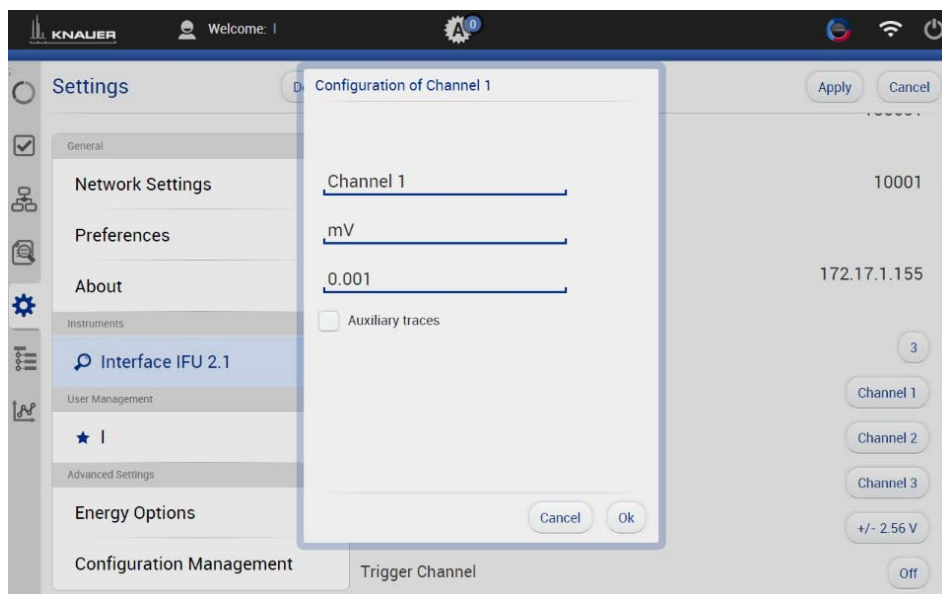 KNAUER
Welcome: l
A 0
Settings
Configuration of Channel 1
Apply
Cancel
General
Network Settings
Preferences
About
Instruments
Interface IFU 2.1
User Management
l
Advanced Settings
Energy Options
Configuration Management
Channel 1
mV
0.001
Auxiliary traces
Cancel
Ok
10001
172.17.1.155
3
Channel 1
Channel 2
Channel 3
+/- 2.56 V
Trigger Channel
Off